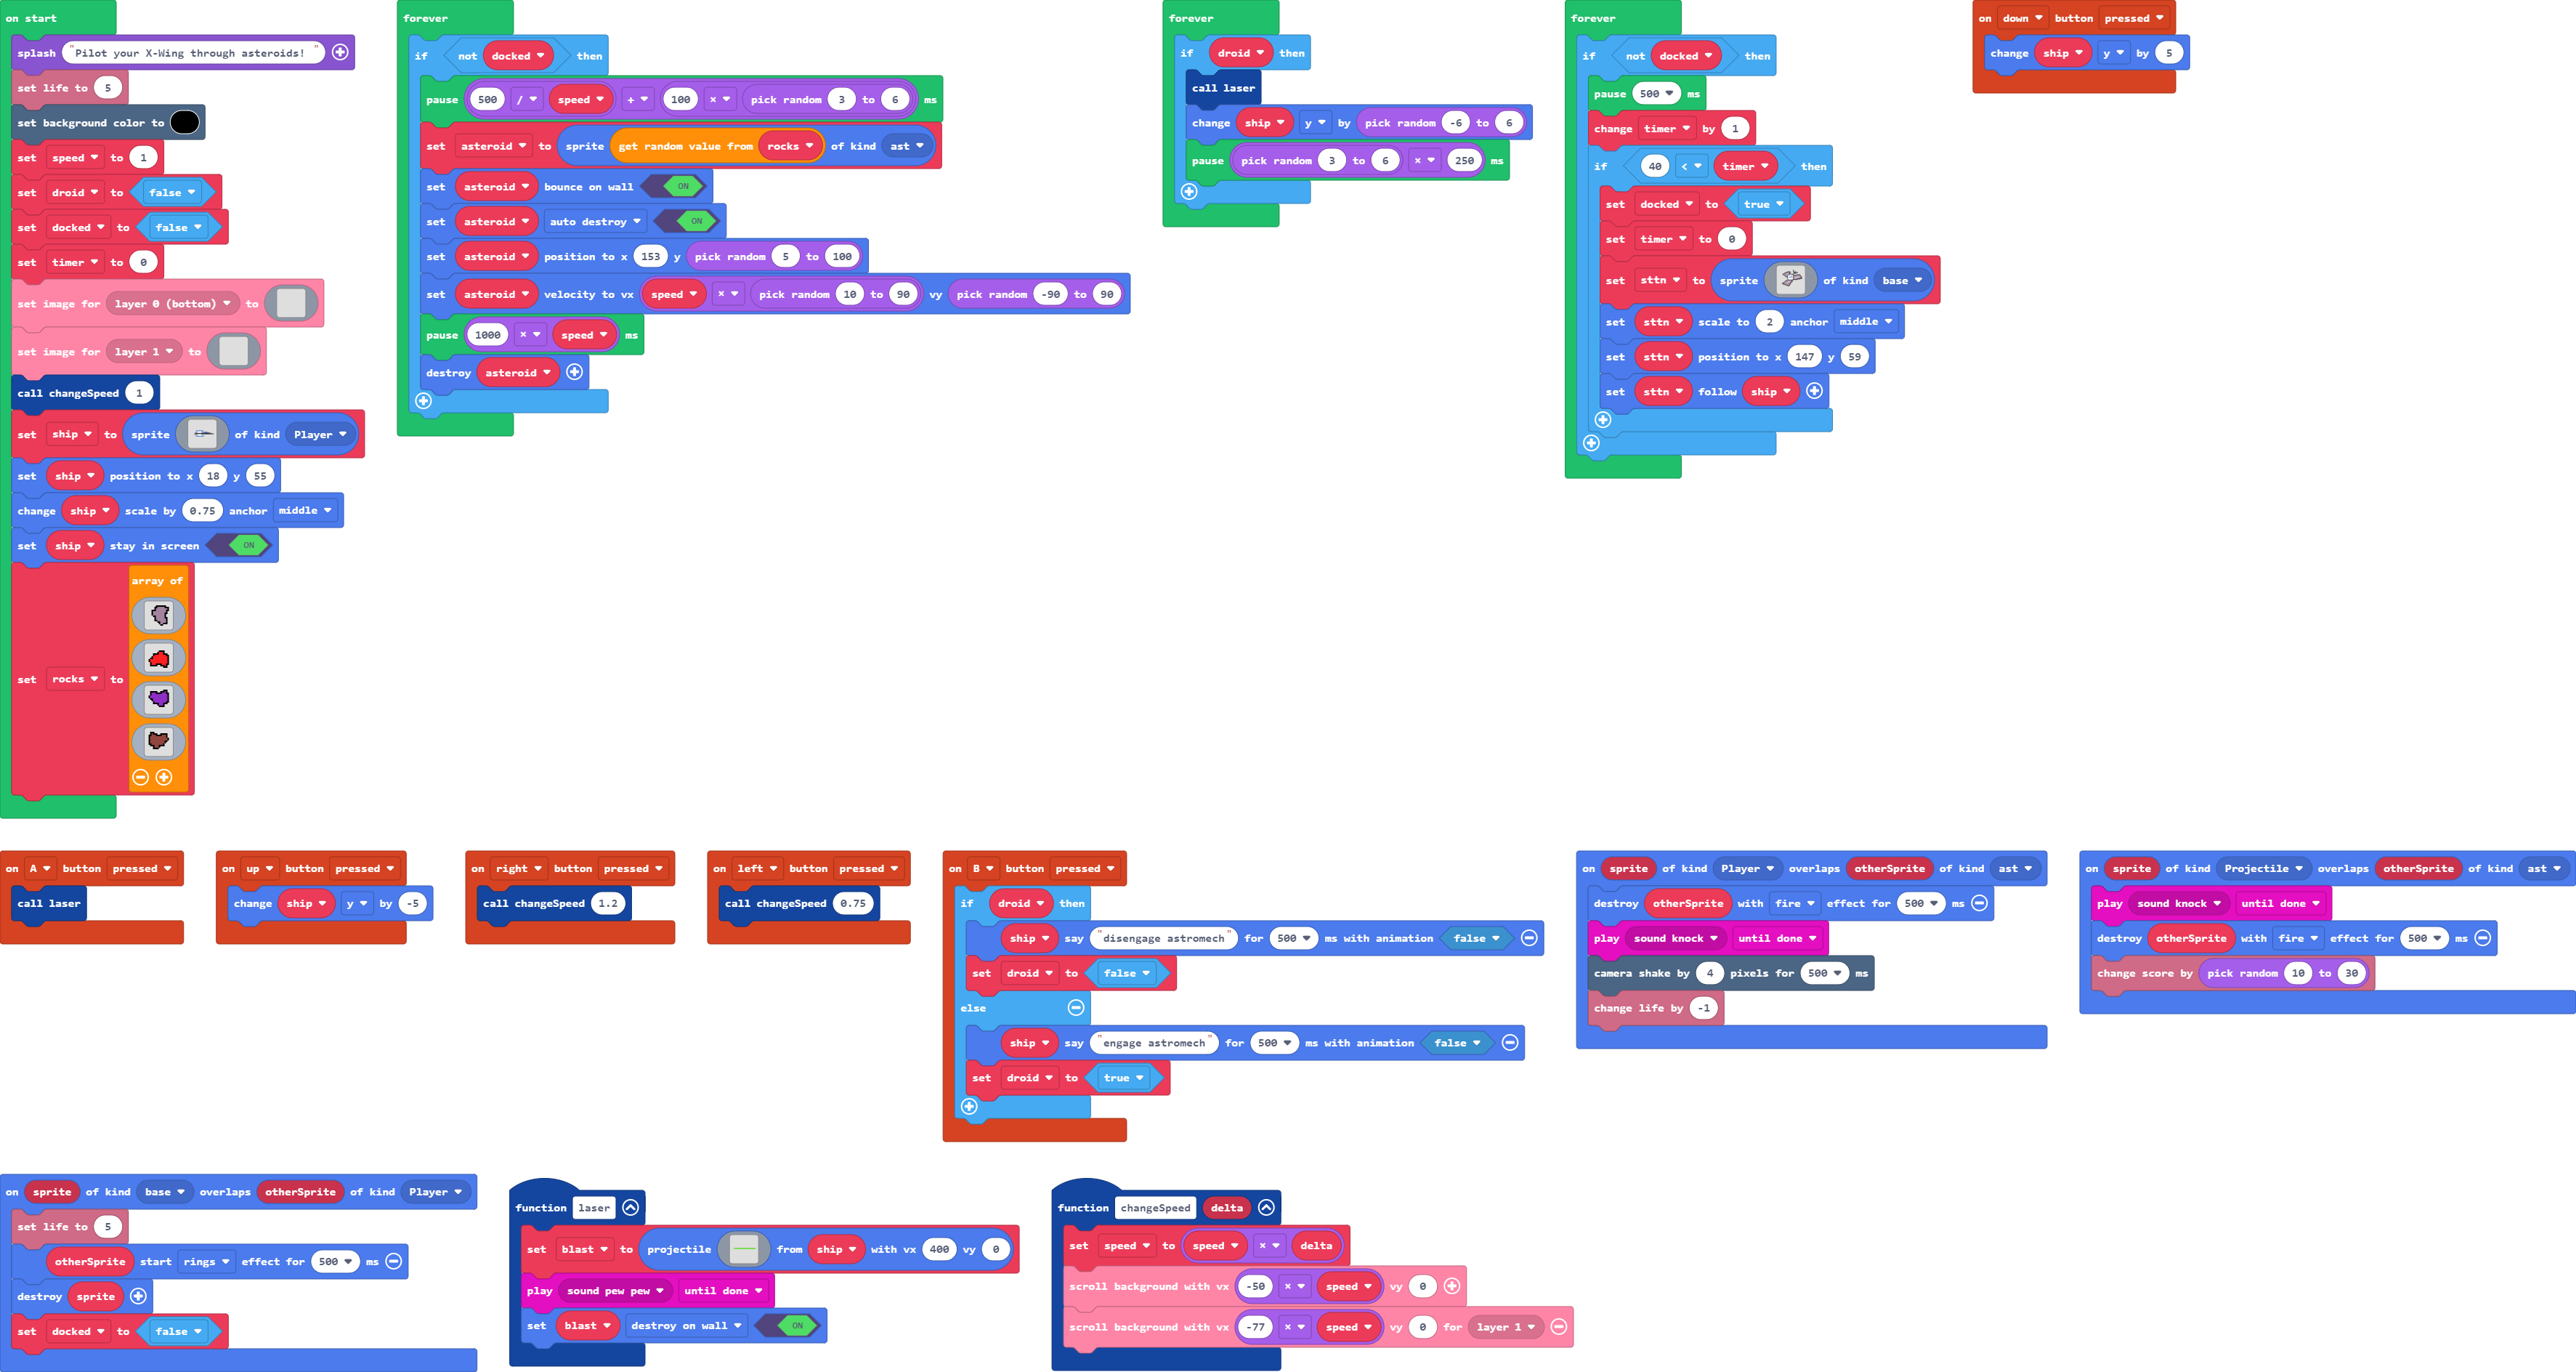 on start
splash "Pilot your X-Wing through asteroids! "
set life to 5
set background color to
set speed to 1
set droid to false
set docked to false
set timer to 0
set image for layer 0 (bottom) to
set image for layer 1 to
call changeSpeed 1
set ship to sprite of kind Player
set ship position to x 18 y 55
change ship scale by 0.75 anchor middle
set ship stay in screen ON
set rocks to array of
forever
if not docked then
pause 500 / speed + 100 × pick random 3 to 6 ms
set asteroid to sprite get random value from rocks of kind ast
set asteroid bounce on wall ON
set asteroid auto destroy ON
set asteroid position to x 153 y pick random 5 to 100
set asteroid velocity to vx speed × pick random 10 to 90 vy pick random -90 to 90
pause 1000 × speed ms
destroy asteroid
forever
if droid then
call laser
change ship y by pick random -6 to 6
pause pick random 3 to 6 × 250 ms
forever
if not docked then
pause 500 ms
change timer by 1
if 40 < timer then
set docked to true
set timer to 0
set sttn to sprite of kind base
set sttn scale to 2 anchor middle
set sttn position to x 147 y 59
set sttn follow ship
on down button pressed
change ship y by 5
on A button pressed
call laser
on up button pressed
change ship y by -5
on right button pressed
call changeSpeed 1.2
on left button pressed
call changeSpeed 0.75
on B button pressed
if droid then
ship say "disengage astromech" for 500 ms with animation false
set droid to false
else
ship say "engage astromech" for 500 ms with animation false
set droid to true
on sprite of kind Player overlaps otherSprite of kind ast
destroy otherSprite with fire effect for 500 ms
play sound knock until done
camera shake by 4 pixels for 500 ms
change life by -1
on sprite of kind Projectile overlaps otherSprite of kind ast
play sound knock until done
destroy otherSprite with fire effect for 500 ms
change score by pick random 10 to 30
on sprite of kind base overlaps otherSprite of kind Player
set life to 5
otherSprite start rings effect for 500 ms
destroy sprite
set docked to false
function laser
set blast to projectile from ship with vx 400 vy 0
play sound pew pew until done
set blast destroy on wall ON
function changeSpeed delta
set speed to speed × delta
scroll background with vx -50 × speed vy 0
scroll background with vx -77 × speed vy 0 for layer 1